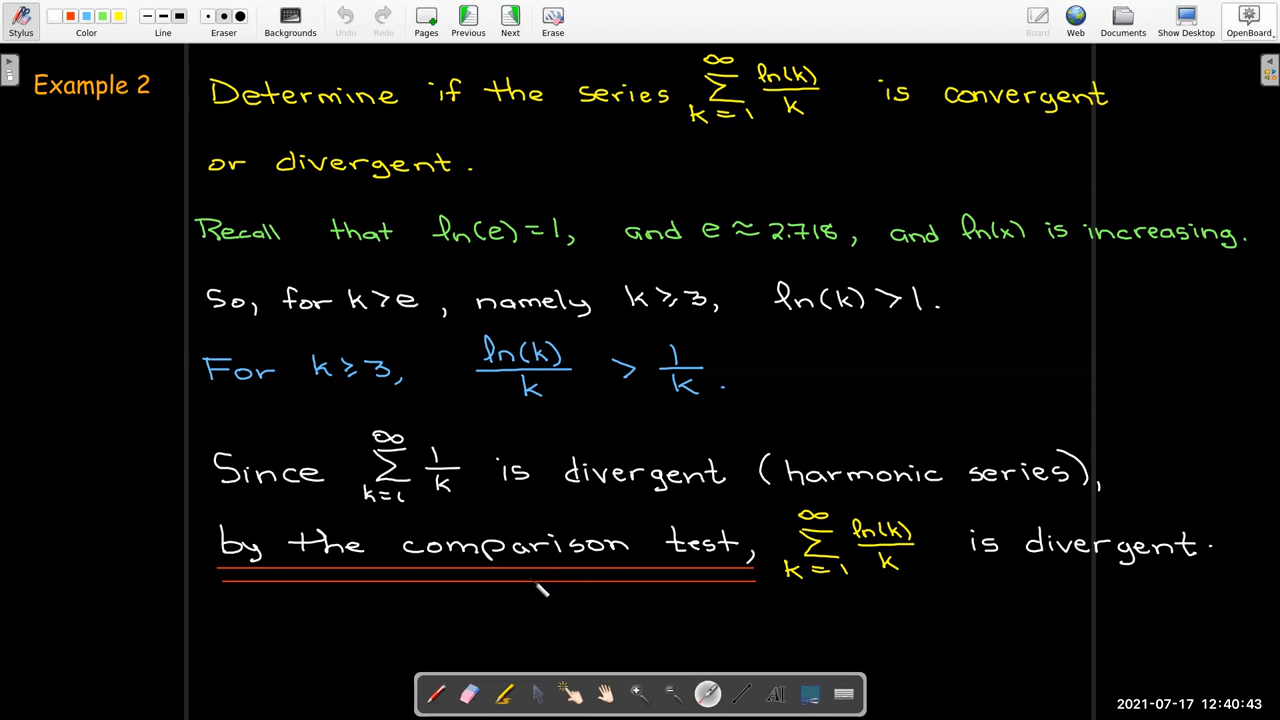 Stylus Color Line Eraser Backgrounds Undo Redo Pages Previous Next Erase Board Web Documents Show Desktop OpenBoard
Example 2
Determine if the series ∞ ∑ k=1 ln(k)/k is convergent
or divergent.
Recall that ln(e)=1, and e≈2.718, and ln(x) is increasing.
So, for k>e, namely k≥3, ln(k)>1.
For k≥3, ln(k)/k > 1/k.
Since ∞ ∑ k=1 1/k is divergent (harmonic series),
by the comparison test, ∞ ∑ k=1 ln(k)/k is divergent.
AI
2021-07-17 12:40:43